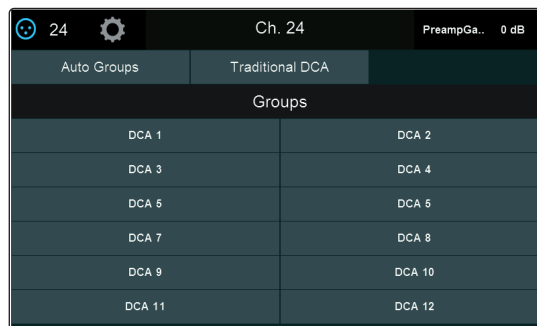 24 Ch. 24 PreampGa.. 0 dB
Auto Groups Traditional DCA
Groups
DCA 1 DCA 2
DCA 3 DCA 4
DCA 5 DCA 5
DCA 7 DCA 8
DCA 9 DCA 10
DCA 11 DCA 12